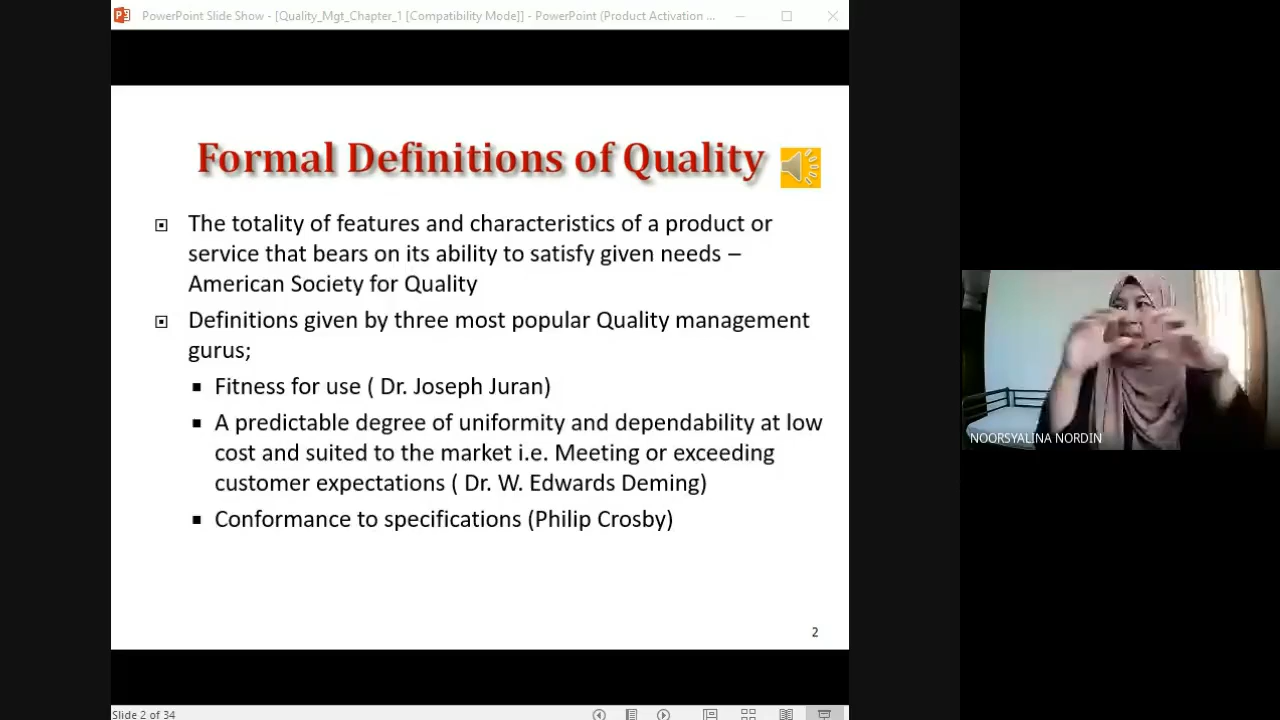 PowerPoint Slide Show - [Quality_Mgt_Chapter_1 [Compatibility Mode]] - PowerPoint (Product Activation ...
Formal Definitions of Quality
The totality of features and characteristics of a product or
service that bears on its ability to satisfy given needs –
American Society for Quality
Definitions given by three most popular Quality management
gurus;
Fitness for use ( Dr. Joseph Juran)
A predictable degree of uniformity and dependability at low
cost and suited to the market i.e. Meeting or exceeding
customer expectations ( Dr. W. Edwards Deming)
Conformance to specifications (Philip Crosby)
2
Slide 2 of 34
NOORSYALINA NORDIN